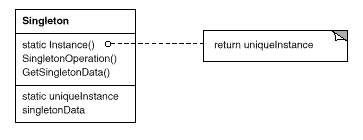 Singleton
static Instance()
return uniqueInstance
SingletonOperation()
GetSingletonData()
static uniqueInstance
singletonData